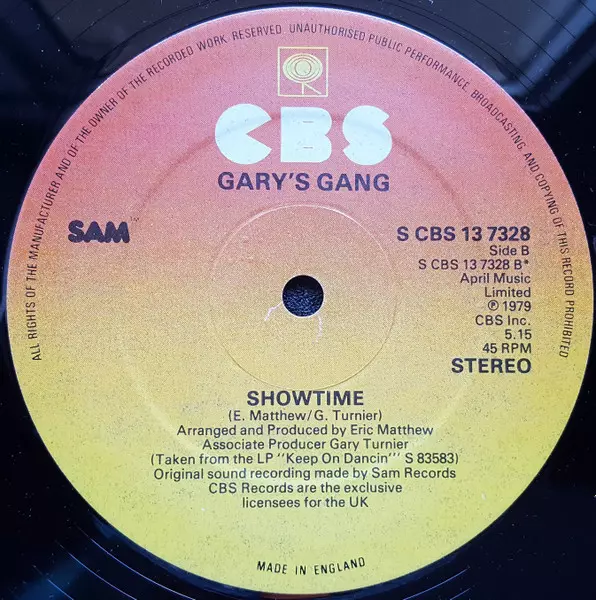 ALL RIGHTS OF THE MANUFACTURER AND OF THE OWNER OF THE RECORDED WORK RESERVED. UNAUTHORISED PUBLIC PERFORMANCE, BROADCASTING, AND COPYING OF THIS RECORD PROHIBITED
CBS
GARY'S GANG
SAM™
S CBS 13 7328
Side B
S CBS 13 7328 B*
April Music
Limited
℗ 1979
CBS Inc.
5.15
45 RPM
STEREO
SHOWTIME
(E. Matthew/G. Turnier)
Arranged and Produced by Eric Matthew
Associate Producer Gary Turnier
(Taken from the LP "Keep On Dancin'" S 83583)
Original sound recording made by Sam Records
CBS Records are the exclusive
licensees for the UK
MADE IN ENGLAND